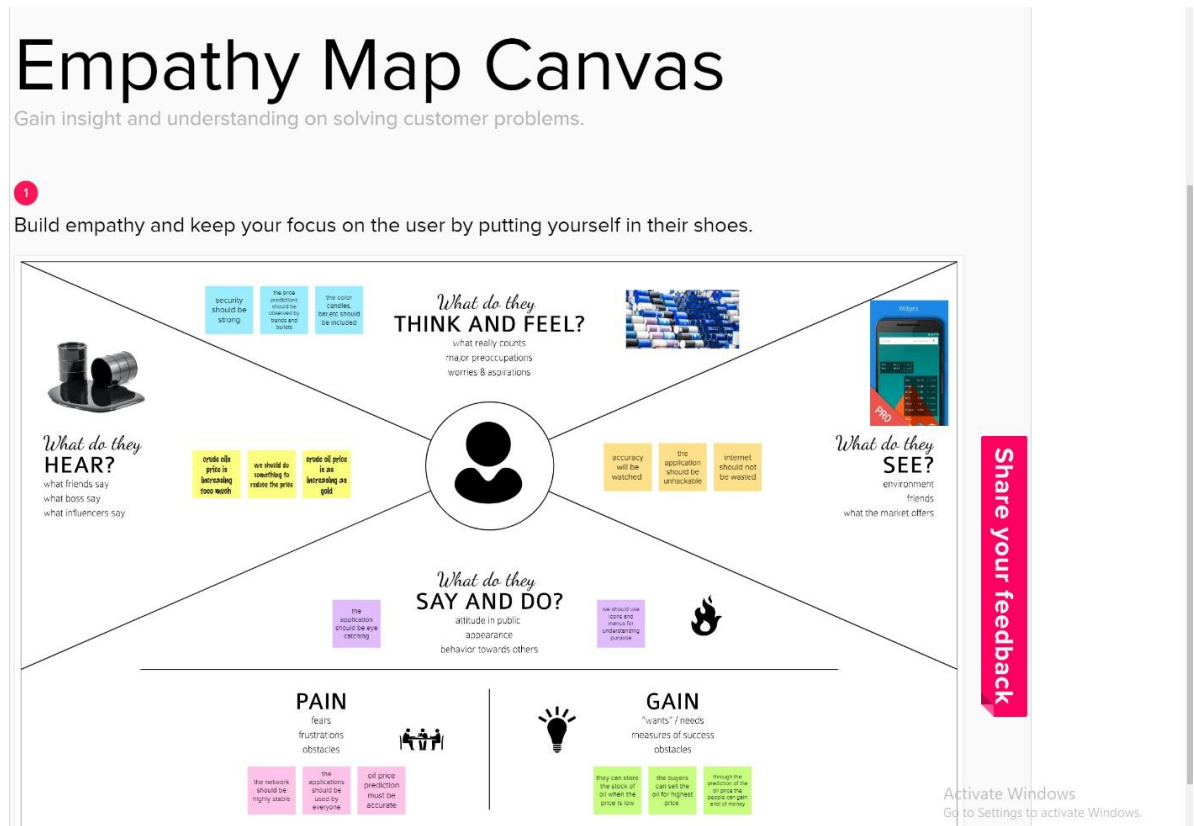 Empathy Map Canvas
Gain insight and understanding on solving customer problems.
1
Build empathy and keep your focus on the user by putting yourself in their shoes.
security
should be
strong
the price
predictions
should be
observed by
trends and
bullets
the color
candles,
bar,etc should
be included
What do they
THINK AND FEEL?
what really counts
major preoccupations
worries & aspirations
Widgets
PRO
What do they
HEAR?
what friends say
what boss say
what influencers say
crude oils
price is
increasing
tooo much
we should do
something to
reduce the price
crude oil price
is as
increasing as
gold
accuracy
will be
watched
the
application
should be
unhackable
internet
should not
be wasted
What do they
SEE?
environment
friends
what the market offers
Share your feedback
What do they
SAY AND DO?
attitude in public
appearance
behavior towards others
the
application
should be eye
catching
we should use
icons and
menus for
understanding
purpose
PAIN
fears
frustrations
obstacles
the network
should be
highly stable
the
applications
should be
used by
everyone
oil price
prediction
must be
accurate
GAIN
"wants" / needs
measures of success
obstacles
they can store
the stock of
oil when the
price is low
the buyers
can sell the
oil for highest
price
through the
prediction of the
oil price the
people can gain
a lot of money
Activate Windows
Go to Settings to activate Windows.